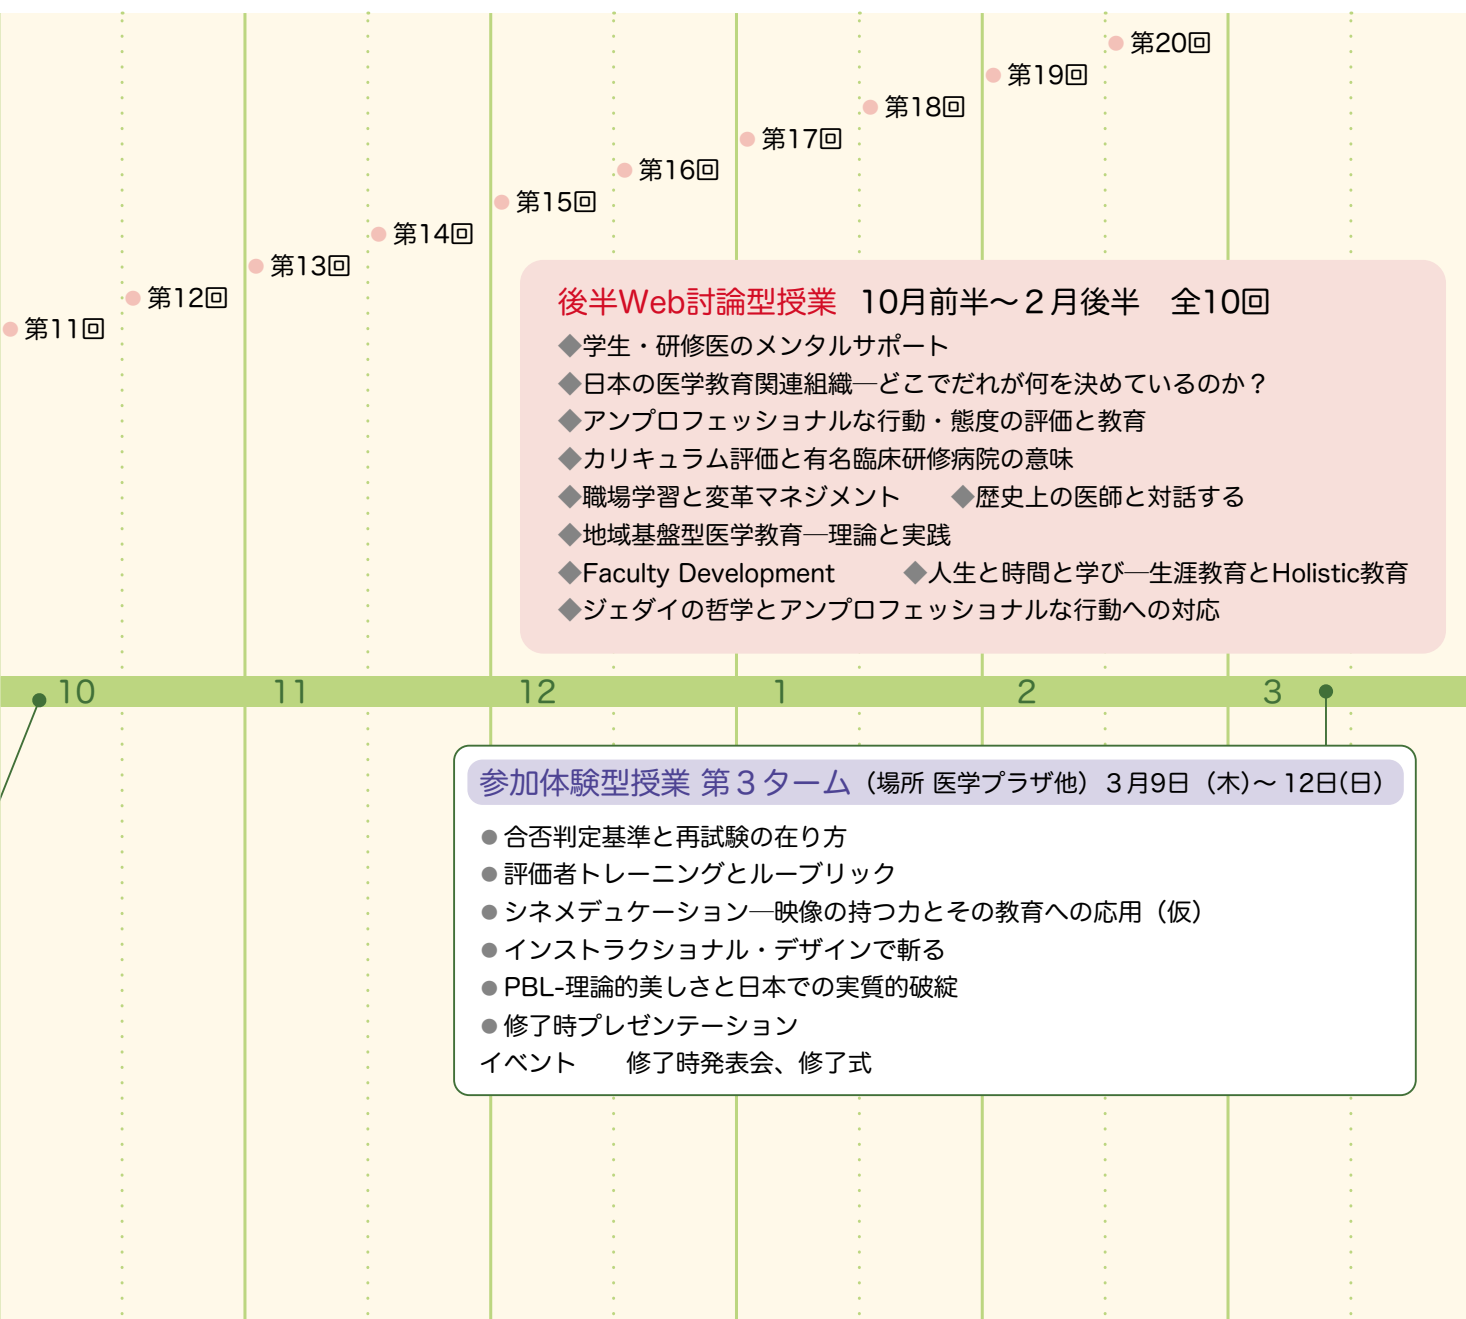 第20回
第19回
第18回
第17回
第16回
第15回
第14回
第13回
第12回
第11回
後半Web討論型授業 10月前半～２月後半　全10回
◆学生・研修医のメンタルサポート
◆日本の医学教育関連組織─どこでだれが何を決めているのか？
◆アンプロフェッショナルな行動・態度の評価と教育
◆カリキュラム評価と有名臨床研修病院の意味
◆職場学習と変革マネジメント　◆歴史上の医師と対話する
◆地域基盤型医学教育─理論と実践
◆Faculty Development　◆人生と時間と学び─生涯教育とHolistic教育
◆ジェダイの哲学とアンプロフェッショナルな行動への対応
10 11 12 1 2 3
参加体験型授業 第３ターム（場所 医学プラザ他）３月9日（木）～12日(日)
●合否判定基準と再試験の在り方
●評価者トレーニングとルーブリック
●シネメデュケーション─映像の持つ力とその教育への応用（仮）
●インストラクショナル・デザインで斬る
●PBL-理論的美しさと日本での実質的破綻
●修了時プレゼンテーション
イベント　修了時発表会、修了式